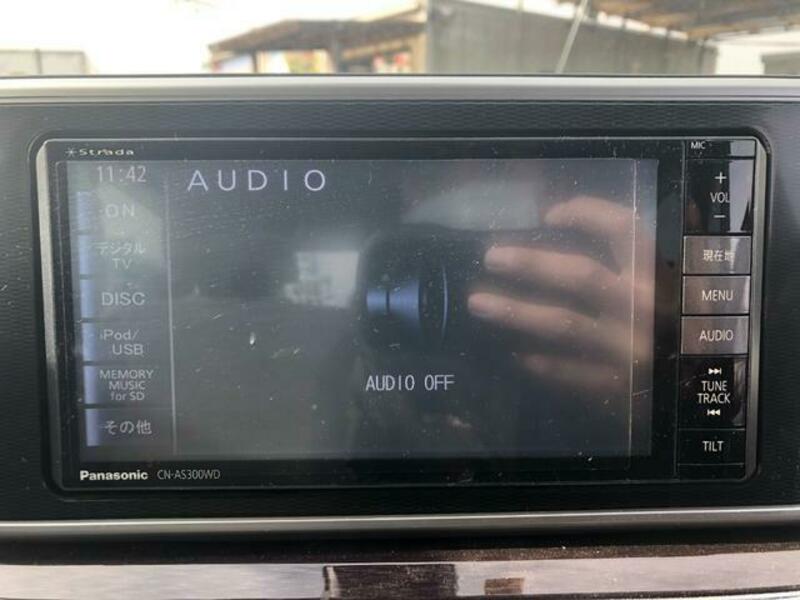 Strada
11:42
AUDIO
ON
デジタル
TV
DISC
iPod/
USB
MEMORY
MUSIC
for SD
その他
AUDIO OFF
Panasonic CN-AS300WD
MIC
+
VOL
−
現在地
MENU
AUDIO
TUNE
TRACK
TILT